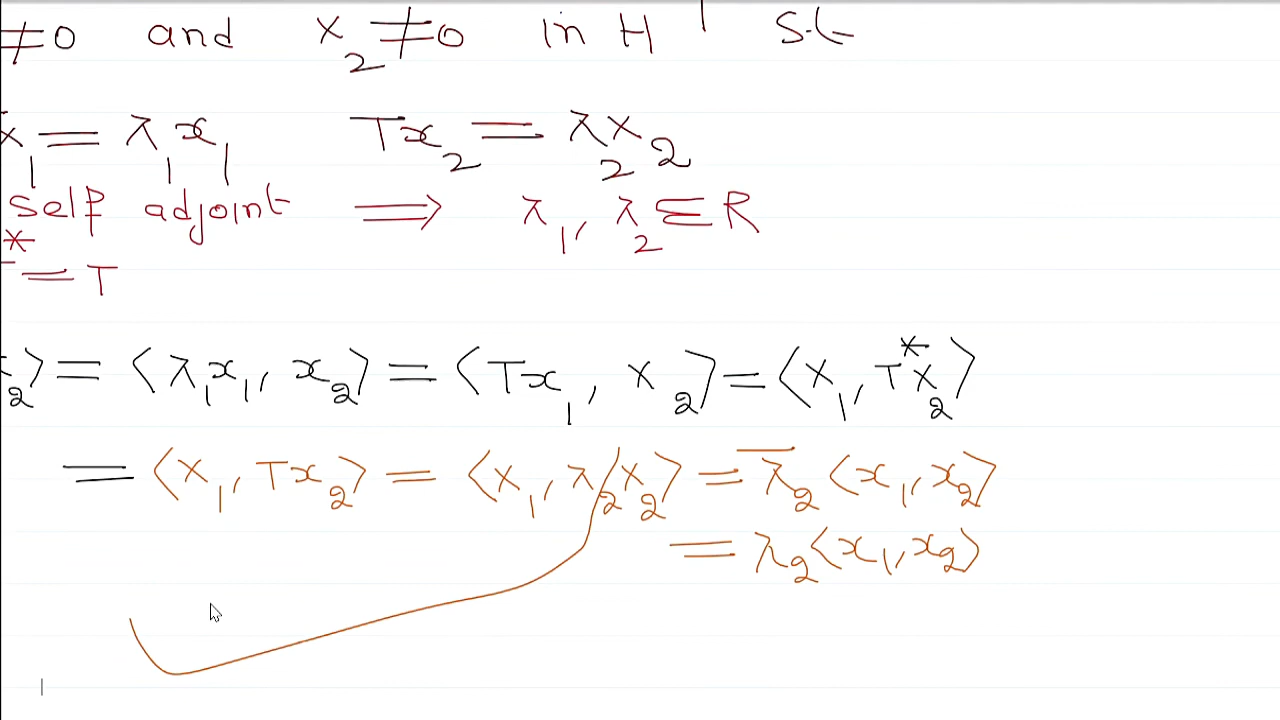 ≠0 and x₂ ≠0 in H s.t
x₁ = λ₁x₁ Tx₂ = λ₂x₂
self adjoint ⟹ λ₁, λ₂ ∈ R
* = T
₂⟩ = ⟨λ₁x₁, x₂⟩ = ⟨Tx₁, x₂⟩ = ⟨x₁, T*x₂⟩
= ⟨x₁, Tx₂⟩ = ⟨x₁, λ₂x₂⟩ = λ̅₂ ⟨x₁, x₂⟩
= λ₂⟨x₁, x₂⟩